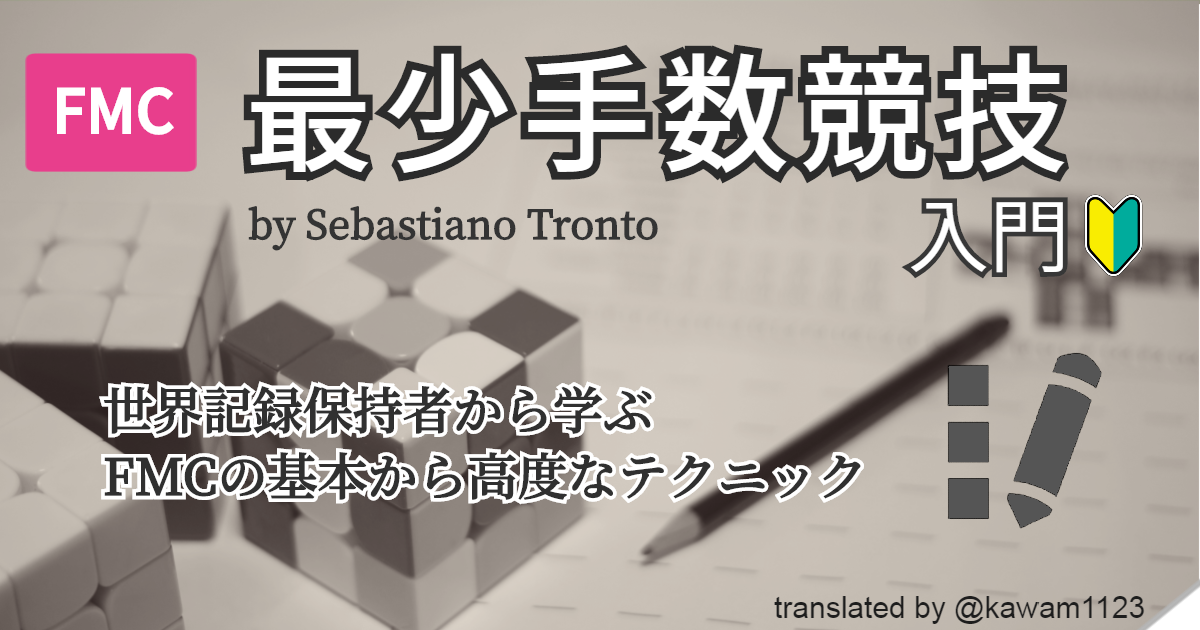 FMC
最少手数競技
by Sebastiano Tronto
入門
世界記録保持者から学ぶ
FMCの基本から高度なテクニック
translated by @kawam1123